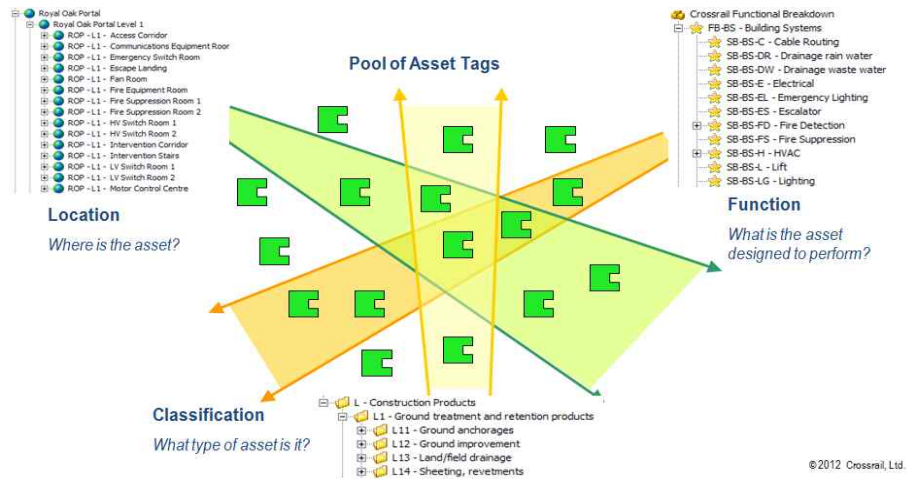 Royal Oak Portal
Royal Oak Portal Level 1
ROP - L1 - Access Corridor
ROP - L1 - Communications Equipment Roor
ROP - L1 - Emergency Switch Room
ROP - L1 - Escape Landing
ROP - L1 - Fan Room
ROP - L1 - Fire Equipment Room
ROP - L1 - Fire Suppression Room 1
ROP - L1 - Fire Suppression Room 2
ROP - L1 - HV Switch Room 1
ROP - L1 - HV Switch Room 2
ROP - L1 - Intervention Corridor
ROP - L1 - Intervention Stairs
ROP - L1 - LV Switch Room 1
ROP - L1 - LV Switch Room 2
ROP - L1 - Motor Control Centre
Location
Where is the asset?
Pool of Asset Tags
Crossrail Functional Breakdown
FB-BS - Building Systems
SB-BS-C - Cable Routing
SB-BS-DR - Drainage rain water
SB-BS-DW - Drainage waste water
SB-BS-E - Electrical
SB-BS-EL - Emergency Lighting
SB-BS-ES - Escalator
SB-BS-FD - Fire Detection
SB-BS-FS - Fire Suppression
SB-BS-H - HVAC
SB-BS-L - Lift
SB-BS-LG - Lighting
Function
What is the asset
designed to perform?
Classification
What type of asset is it?
L - Construction Products
L1 - Ground treatment and retention products
L11 - Ground anchorages
L12 - Ground improvement
L13 - Land/field drainage
L14 - Sheeting, revetments
©2012 Crossrail, Ltd.